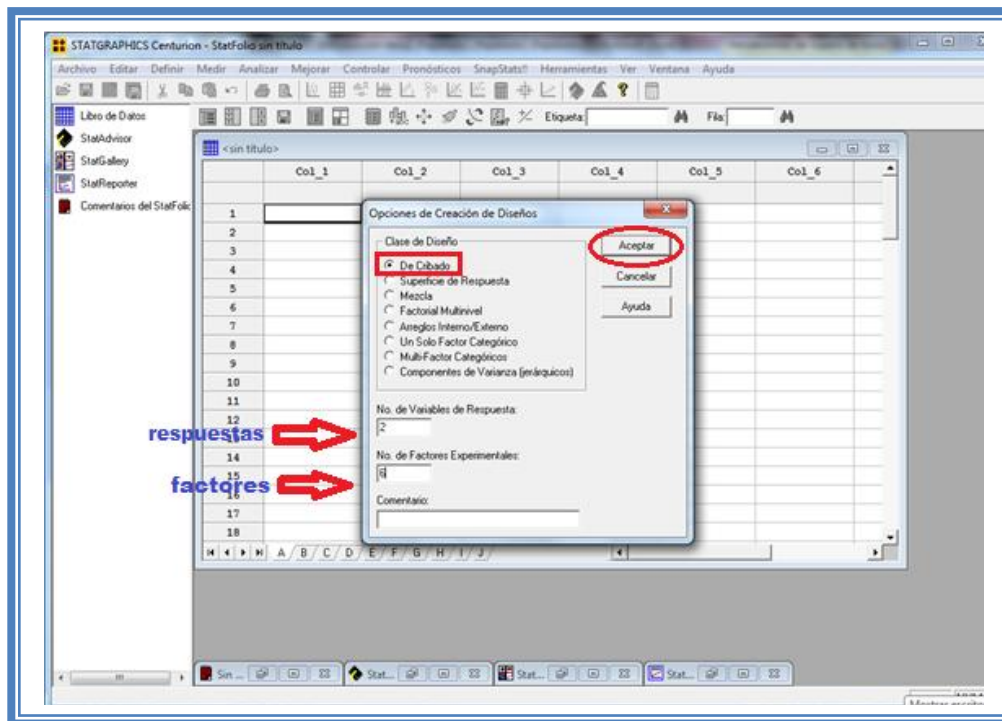 STATGRAPHICS Centurion - StatFolio sin título
Archivo Editar Definir Medir Analizar Mejorar Controlar Pronósticos SnapStats!! Herramientas Ver Ventana Ayuda
Libro de Datos
StatAdvisor
StatGallery
StatReporter
Comentarios del StatFolio
Etiqueta: Fila:
<sin título>
Col_1 Col_2 Col_3 Col_4 Col_5 Col_6
1
2
3
4
5
6
7
8
9
10
11
12
14
15
16
17
18
Opciones de Creación de Diseños
Clase de Diseño
De Cribado
Superficie de Respuesta
Mezcla
Factorial Multinivel
Arreglos Interno/Externo
Un Solo Factor Categórico
Multi-Factor Categóricos
Componentes de Varianza (jerárquicos)
Aceptar
Cancelar
Ayuda
No. de Variables de Respuesta:
2
No. de Factores Experimentales:
6
Comentario:
respuestas
factores
A B C D E F G H I J
Sin ... Stat... Stat... Stat...